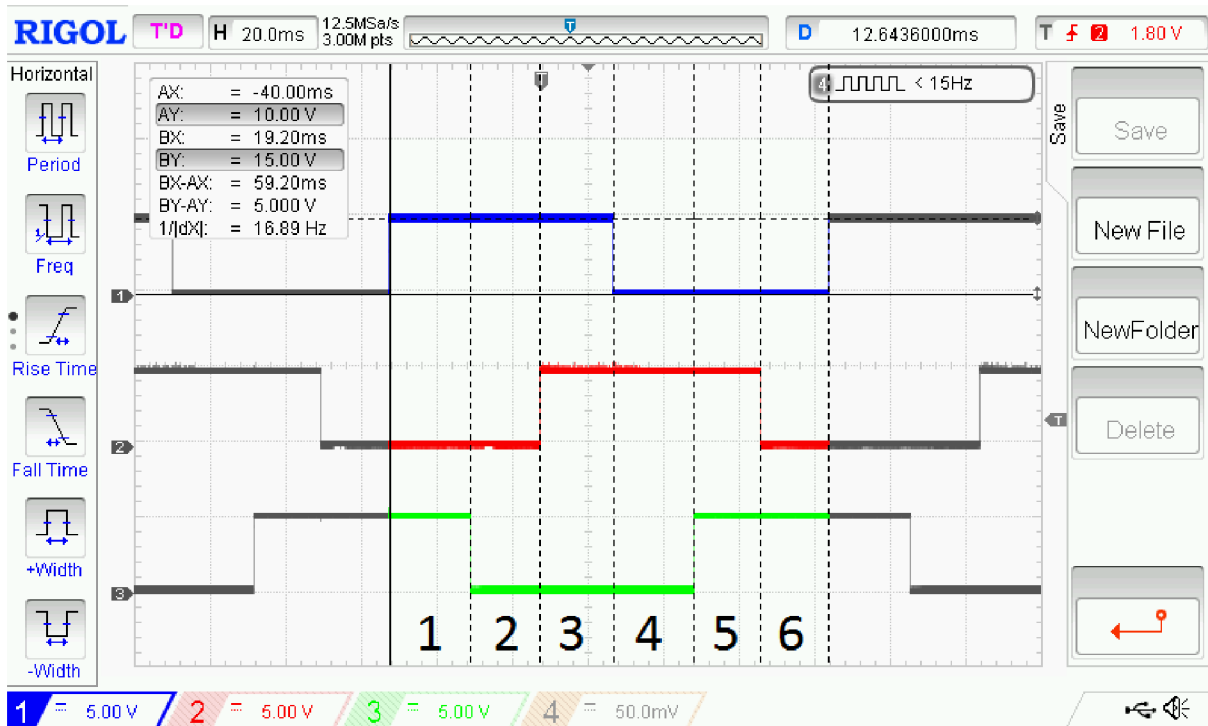 RIGOL T'D H 20.0ms 12.5MSa/s 3.00M pts T D 12.6436000ms T 2 1.80 V
Horizontal
Period
Freq
Rise Time
Fall Time
+Width
-Width
AX: = -40.00ms
AY: = 10.00 V
BX: = 19.20ms
BY: = 15.00 V
BX-AX: = 59.20ms
BY-AY: = 5.000 V
1/|dX|: = 16.89 Hz
T
4 < 15Hz
1
2
T
3
1 2 3 4 5 6
Save
Save
New File
NewFolder
Delete
1 = 5.00 V 2 = 5.00 V 3 = 5.00 V 4 = 50.0mV